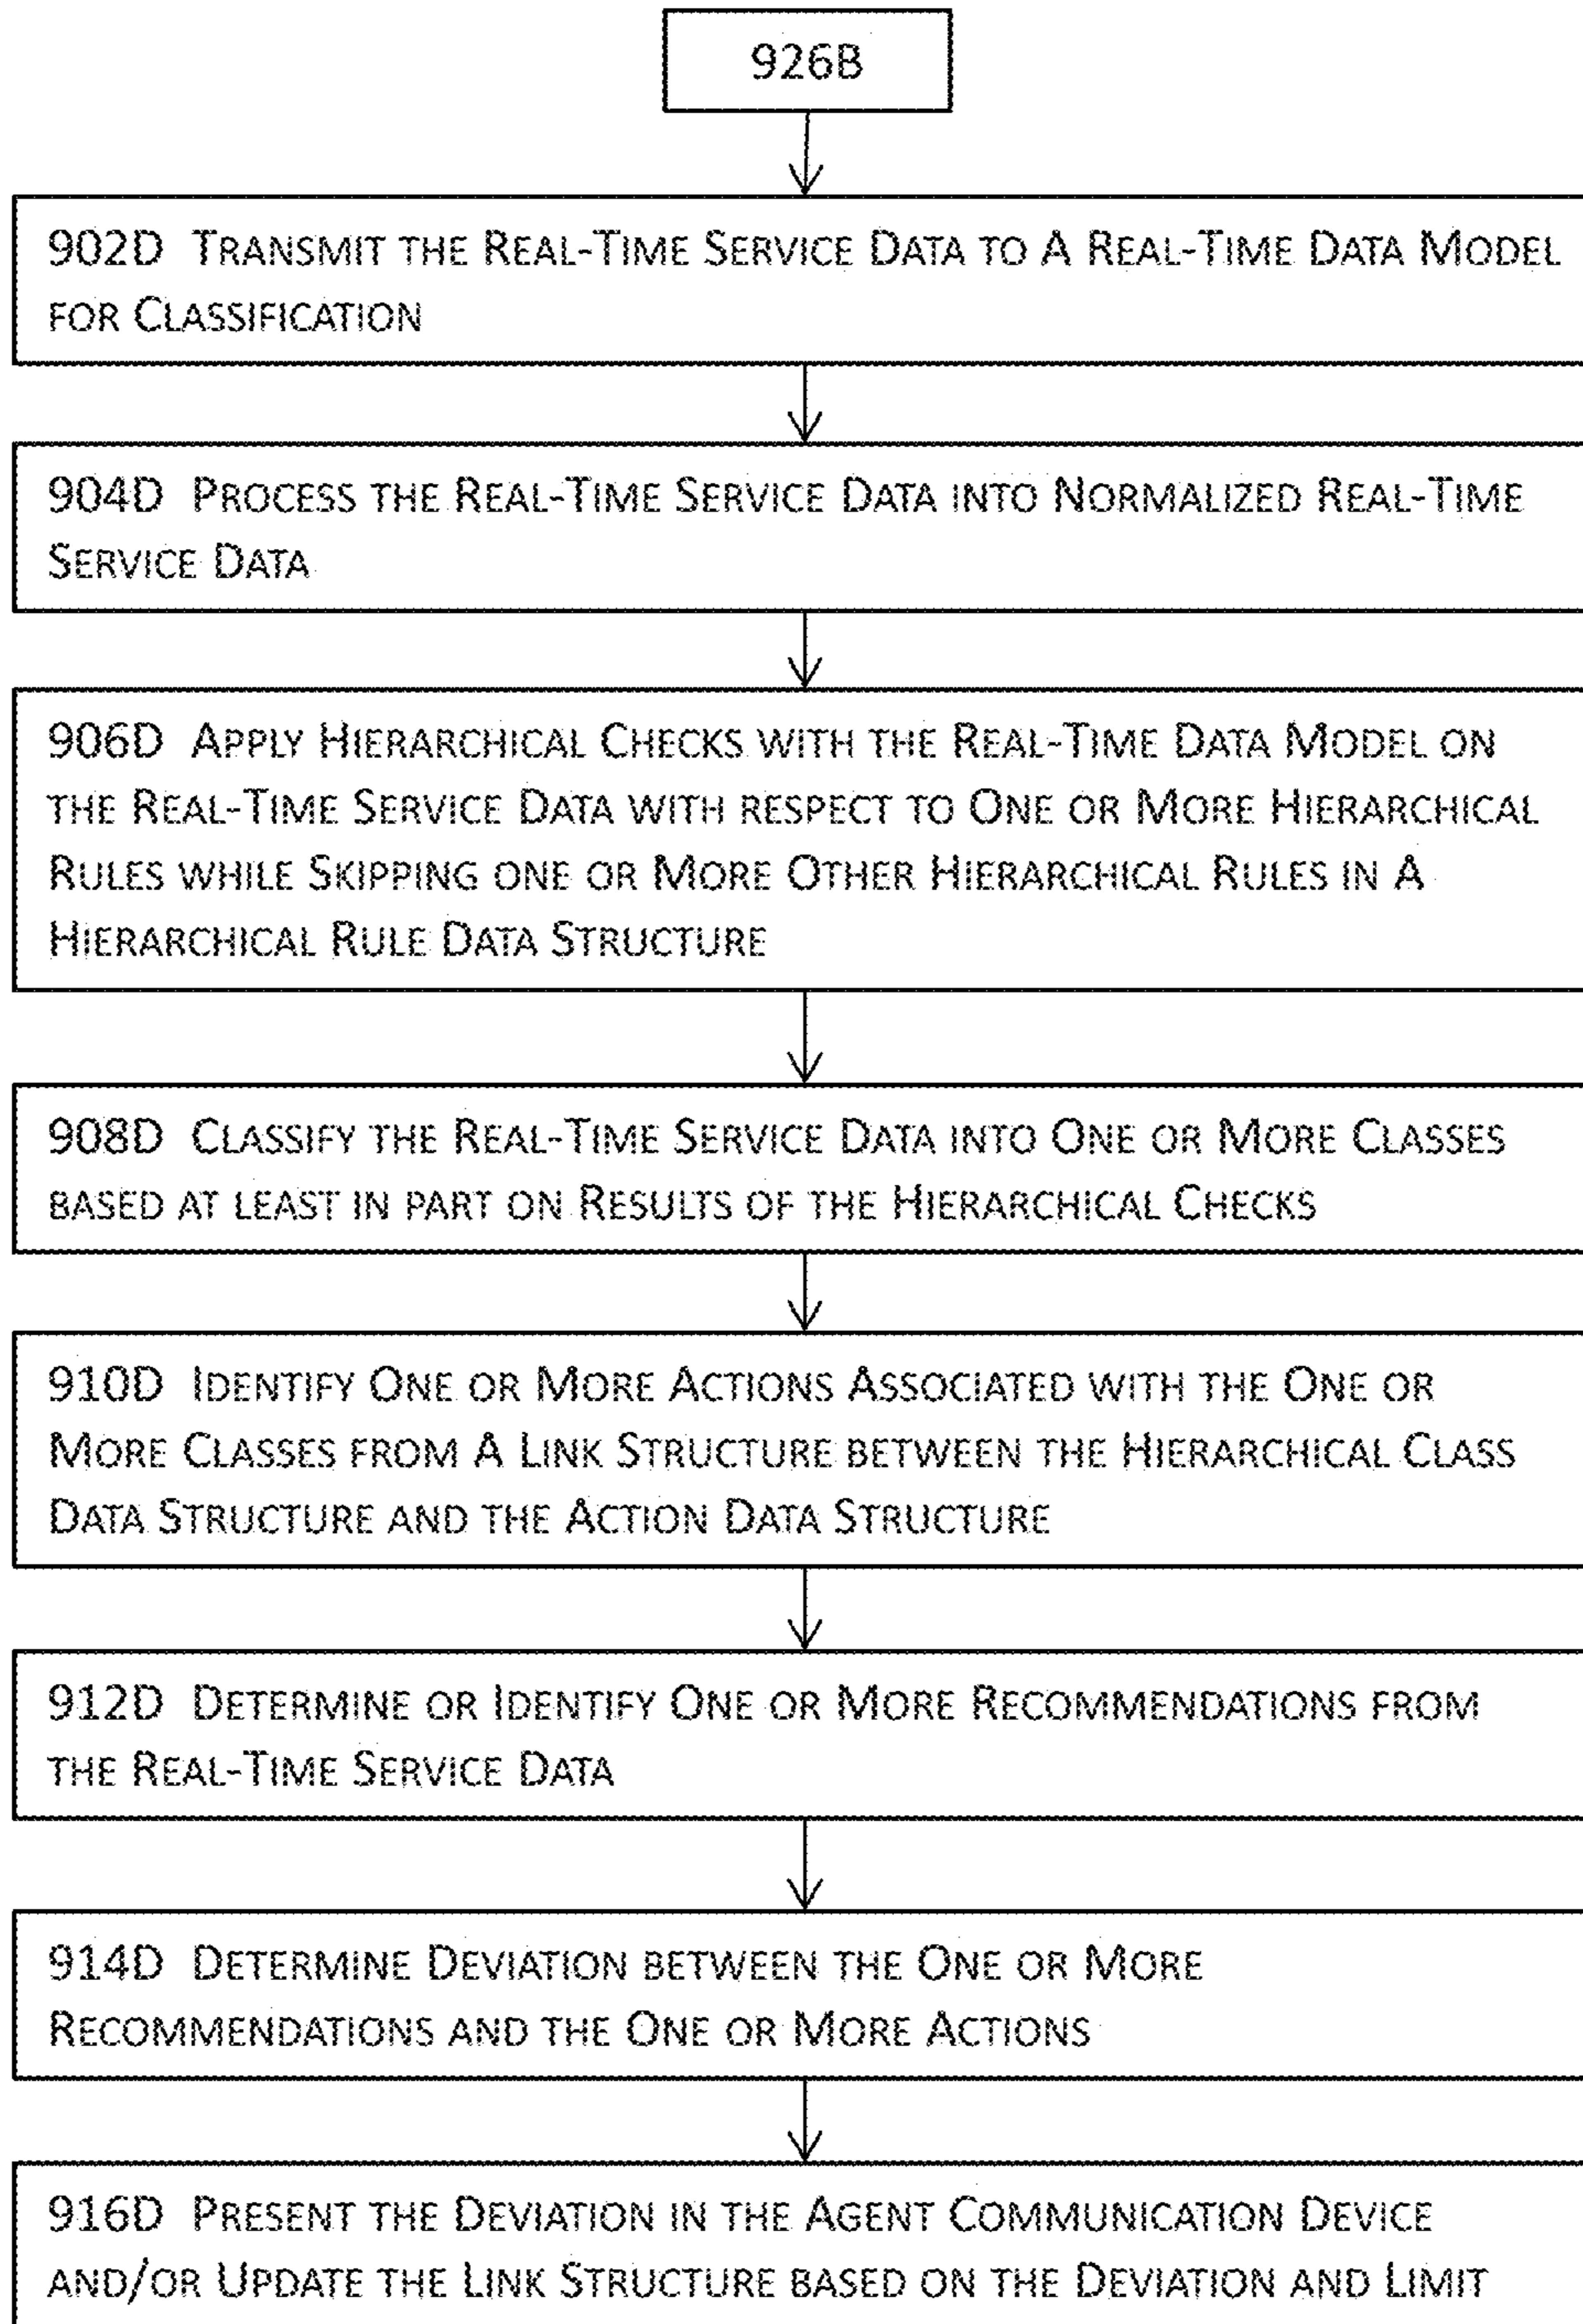 926B
902D TRANSMIT THE REAL-TIME SERVICE DATA TO A REAL-TIME DATA MODEL
FOR CLASSIFICATION
904D PROCESS THE REAL-TIME SERVICE DATA INTO NORMALIZED REAL-TIME
SERVICE DATA
906D APPLY HIERARCHICAL CHECKS WITH THE REAL-TIME DATA MODEL ON
THE REAL-TIME SERVICE DATA WITH RESPECT TO ONE OR MORE HIERARCHICAL
RULES WHILE SKIPPING ONE OR MORE OTHER HIERARCHICAL RULES IN A
HIERARCHICAL RULE DATA STRUCTURE
908D CLASSIFY THE REAL-TIME SERVICE DATA INTO ONE OR MORE CLASSES
BASED AT LEAST IN PART ON RESULTS OF THE HIERARCHICAL CHECKS
910D IDENTIFY ONE OR MORE ACTIONS ASSOCIATED WITH THE ONE OR
MORE CLASSES FROM A LINK STRUCTURE BETWEEN THE HIERARCHICAL CLASS
DATA STRUCTURE AND THE ACTION DATA STRUCTURE
912D DETERMINE OR IDENTIFY ONE OR MORE RECOMMENDATIONS FROM
THE REAL-TIME SERVICE DATA
914D DETERMINE DEVIATION BETWEEN THE ONE OR MORE
RECOMMENDATIONS AND THE ONE OR MORE ACTIONS
916D PRESENT THE DEVIATION IN THE AGENT COMMUNICATION DEVICE
AND/OR UPDATE THE LINK STRUCTURE BASED ON THE DEVIATION AND LIMIT